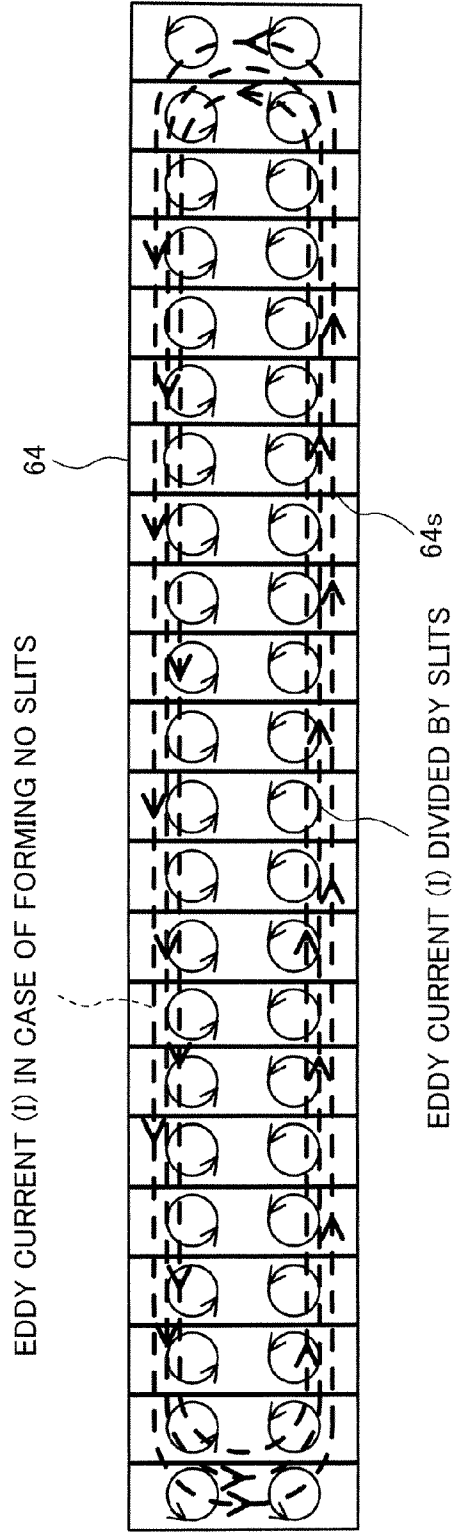 EDDY CURRENT (I) IN CASE OF FORMING NO SLITS
64
64s
EDDY CURRENT (I) DIVIDED BY SLITS